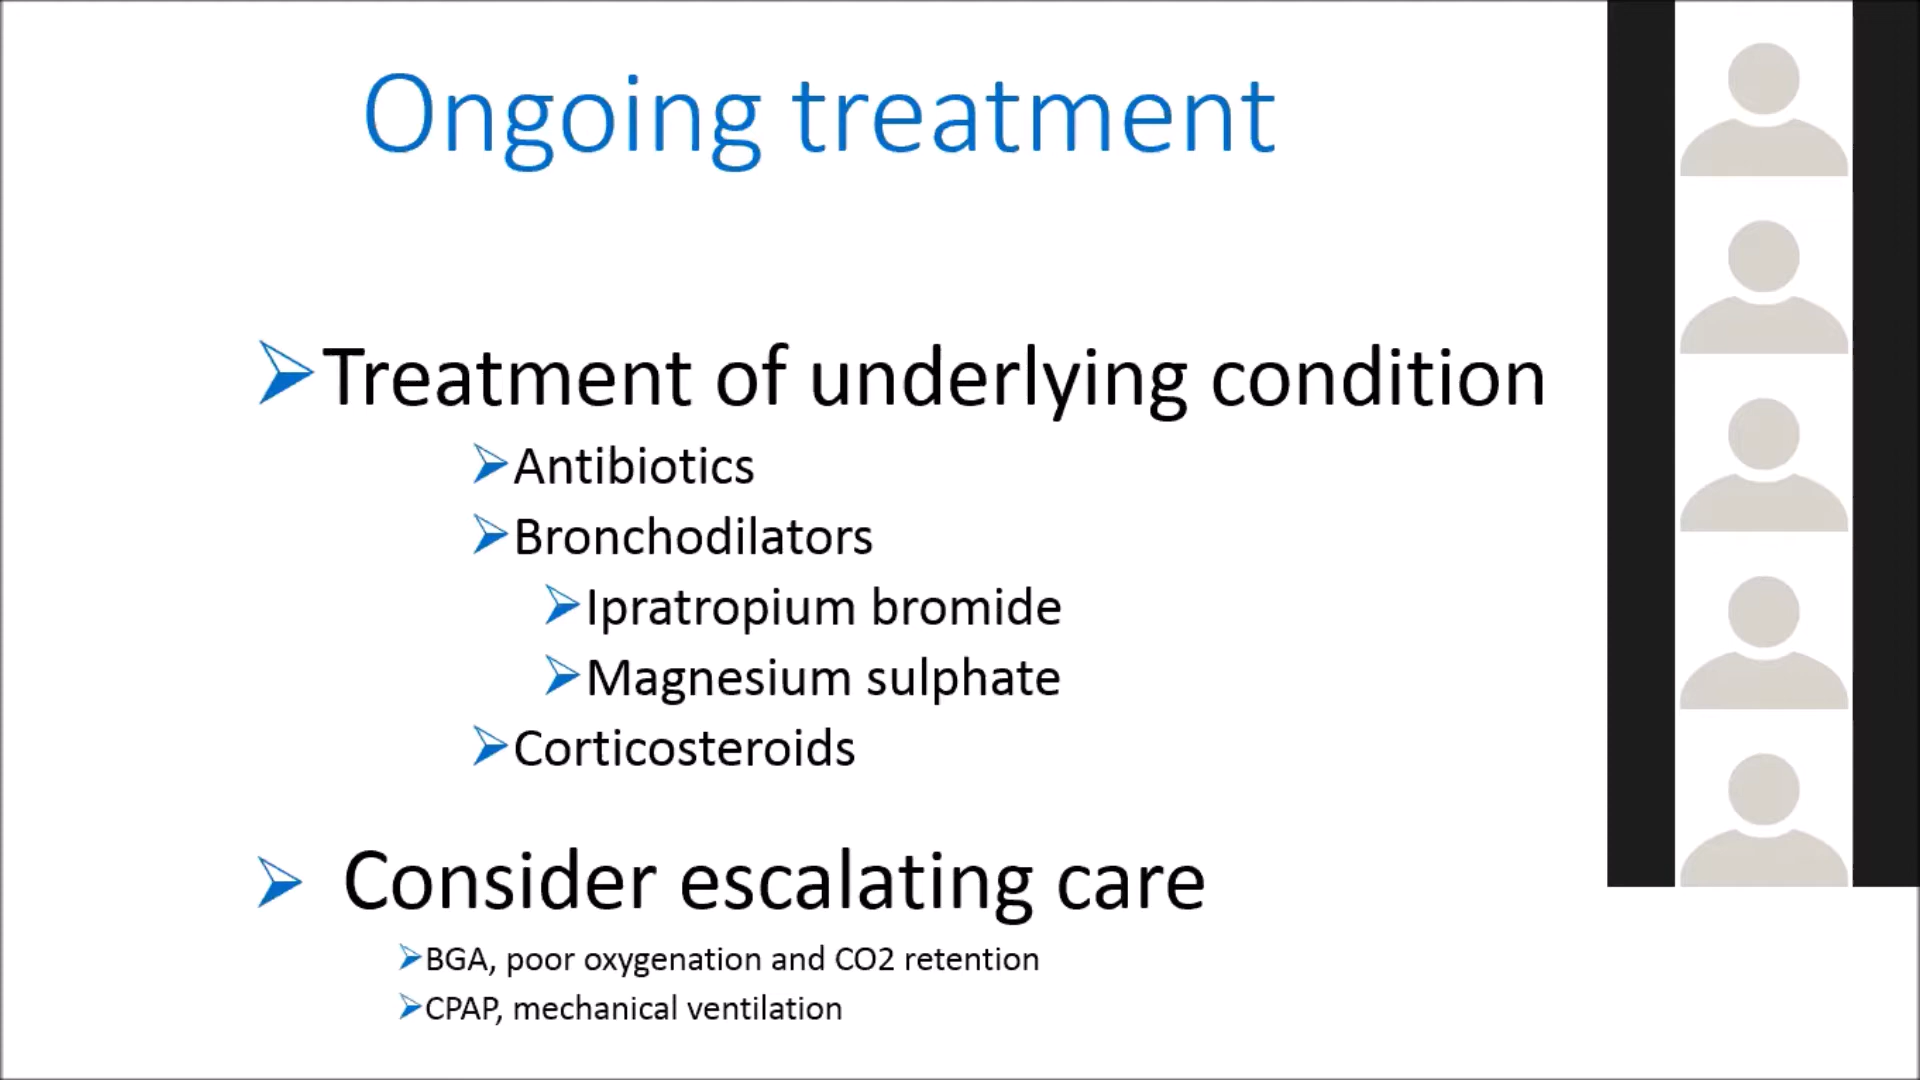 Ongoing treatment
Treatment of underlying condition
Antibiotics
Bronchodilators
Ipratropium bromide
Magnesium sulphate
Corticosteroids
Consider escalating care
BGA, poor oxygenation and CO2 retention
CPAP, mechanical ventilation